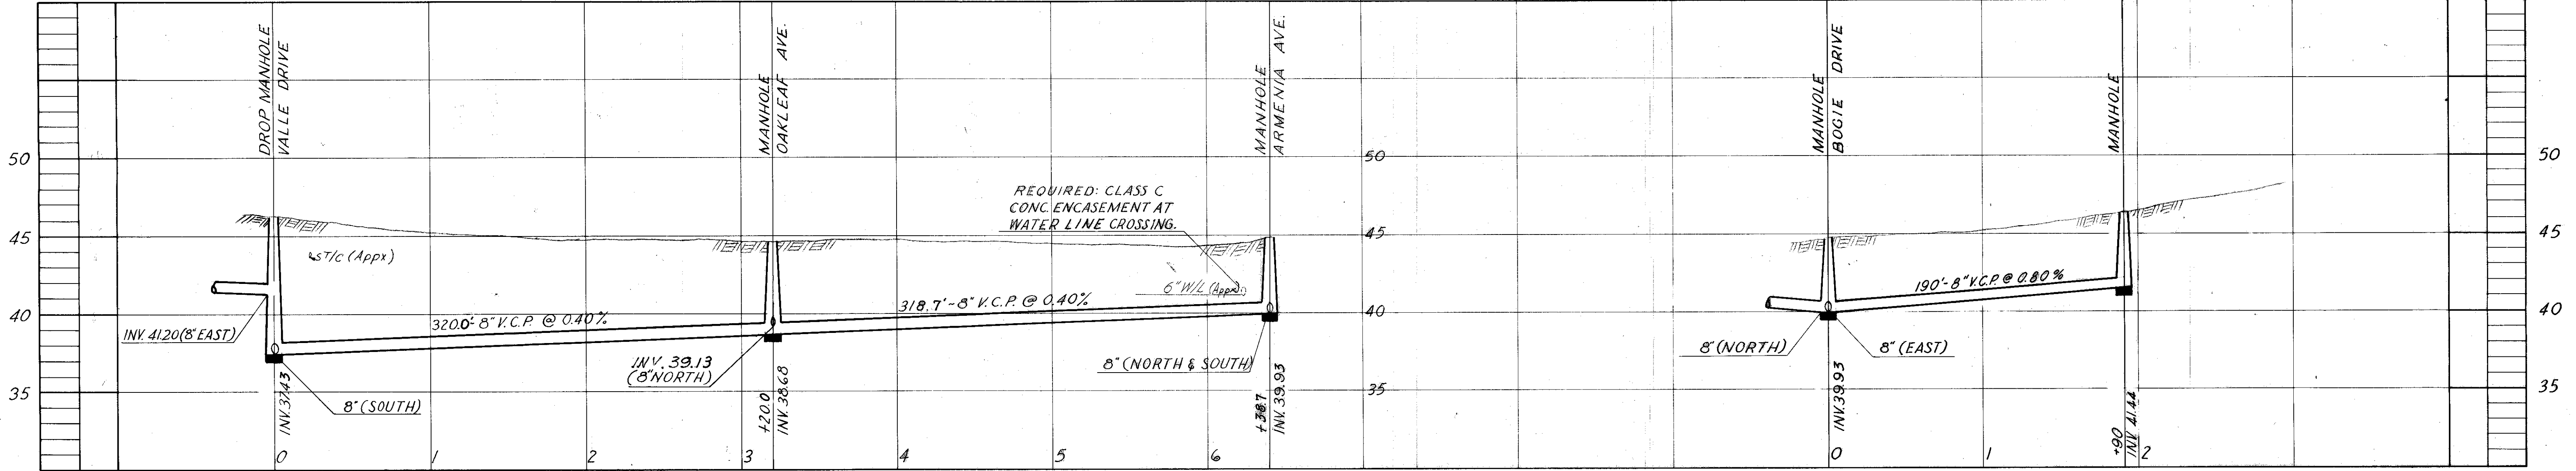 DROP MANHOLE
VALLE DRIVE
MANHOLE
OAKLEAF AVE.
MANHOLE
ARMENIA AVE.
MANHOLE
BOGIE DRIVE
MANHOLE
50
50
50
REQUIRED: CLASS C
CONC. ENCASEMENT AT
WATER LINE CROSSING.
45
45
45
ST/C (Appx)
6" W/L (Appx.)
190'-8" V.C.P. @ 0.80%
318.7'-8" V.C.P. @ 0.40%
320.0'-8" V.C.P. @ 0.40%
40
40
40
INV. 41.20 (8" EAST)
INV. 39.13
(8" NORTH)
8" (NORTH & SOUTH)
8" (NORTH)
8" (EAST)
35
35
35
8" (SOUTH)
INV. 37.43
+20.0
INV. 38.68
+38.7
INV. 39.93
INV. 39.93
+90
INV. 41.44
0
1
2
3
4
5
6
0
1
2